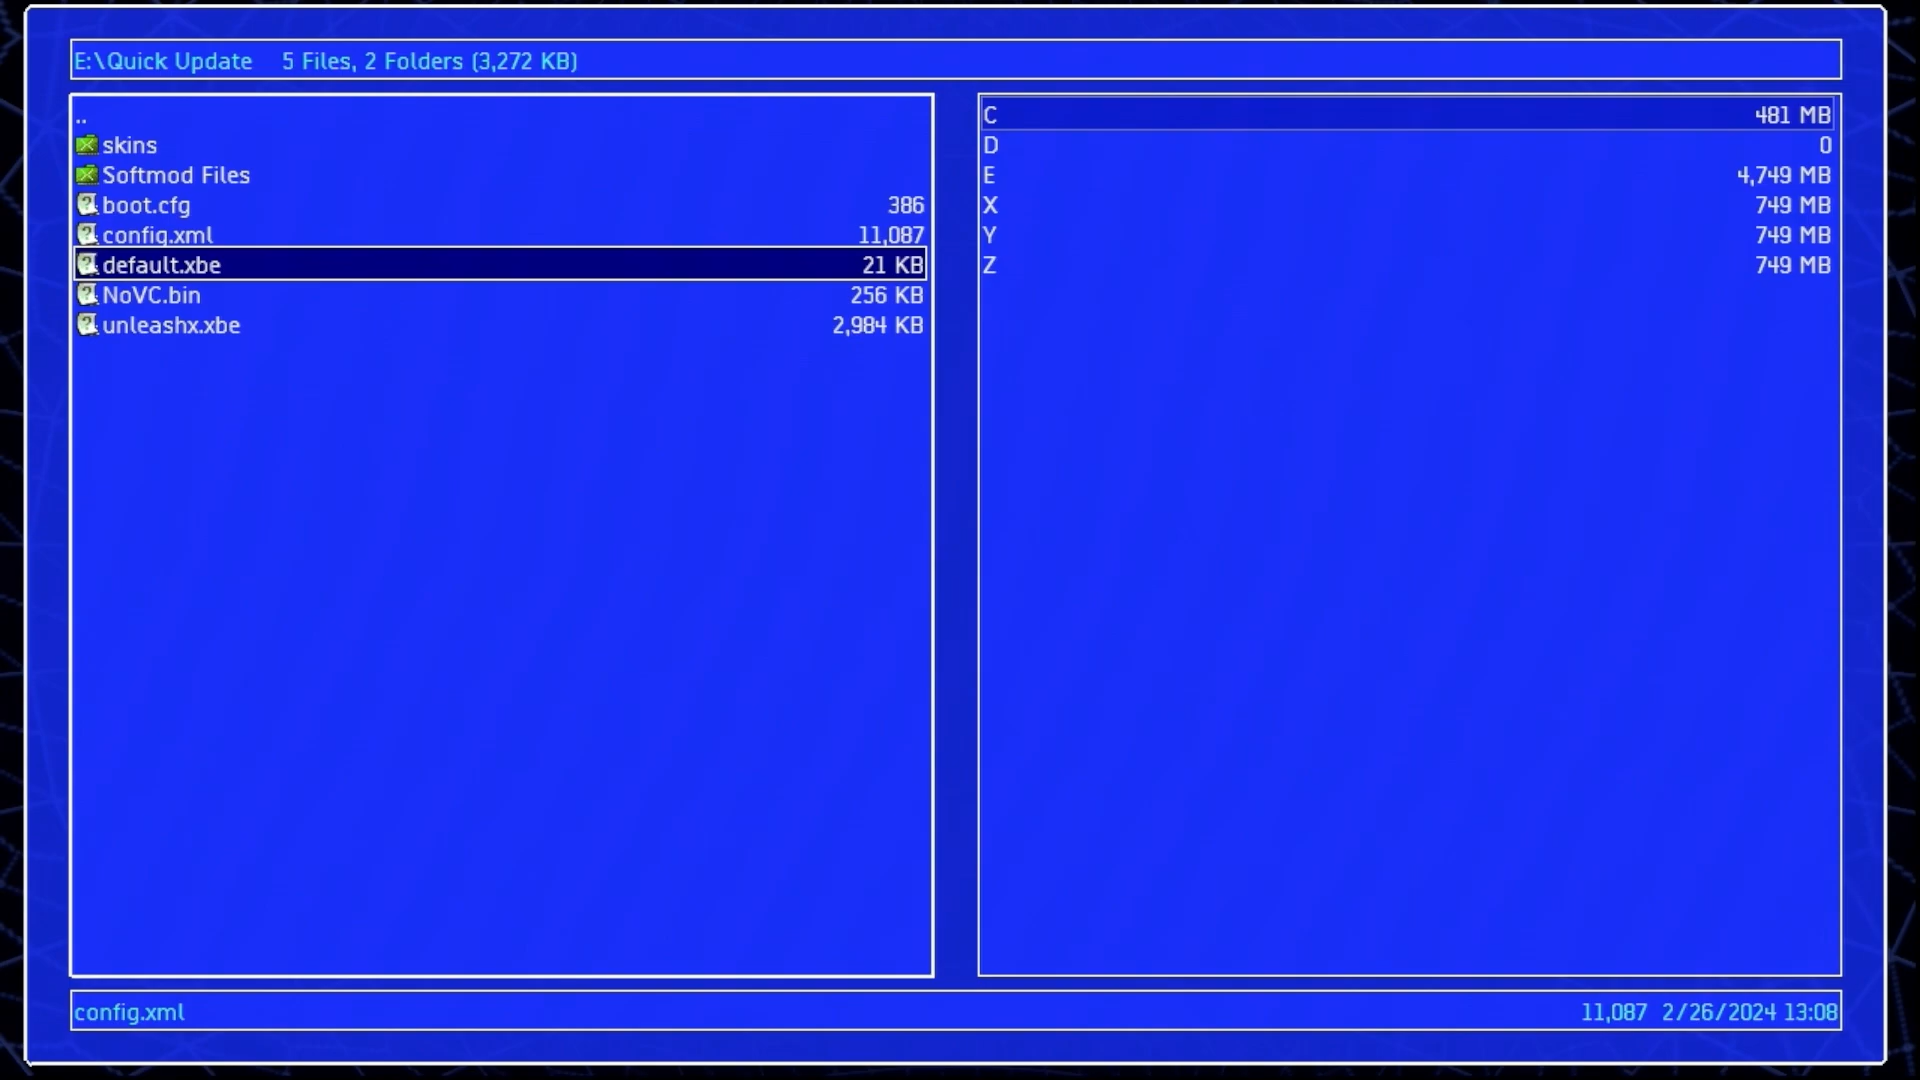 E:\Quick Update 5 Files, 2 Folders (3,272 KB)
..
skins
Softmod Files
boot.cfg 386
config.xml 11,087
default.xbe 21 KB
NoVC.bin 256 KB
unleashx.xbe 2,984 KB
C 481 MB
D 0
E 4,749 MB
X 749 MB
Y 749 MB
Z 749 MB
config.xml 11,087 2/26/2024 13:08